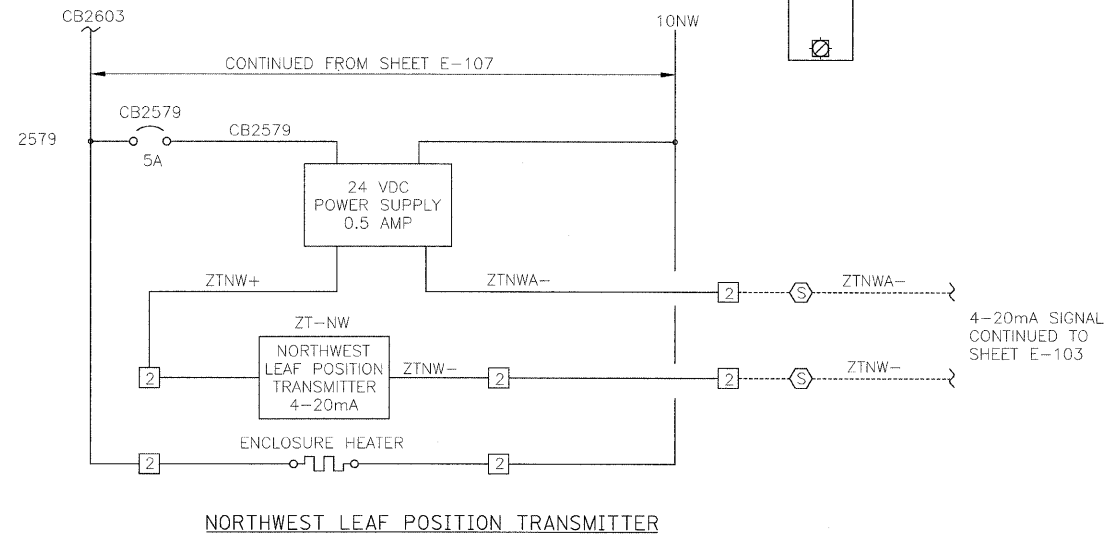 CB2603
10NW
CONTINUED FROM SHEET E-107
CB2579
2579
CB2579
5A
24 VDC
POWER SUPPLY
0.5 AMP
ZTNW+
ZTNWA-
2
S
ZTNWA-
4-20mA SIGNAL
CONTINUED TO
SHEET E-103
ZT-NW
NORTHWEST
LEAF POSITION
TRANSMITTER
4-20mA
2
ZTNW-
2
2
S
ZTNW-
ENCLOSURE HEATER
2
2
NORTHWEST LEAF POSITION TRANSMITTER